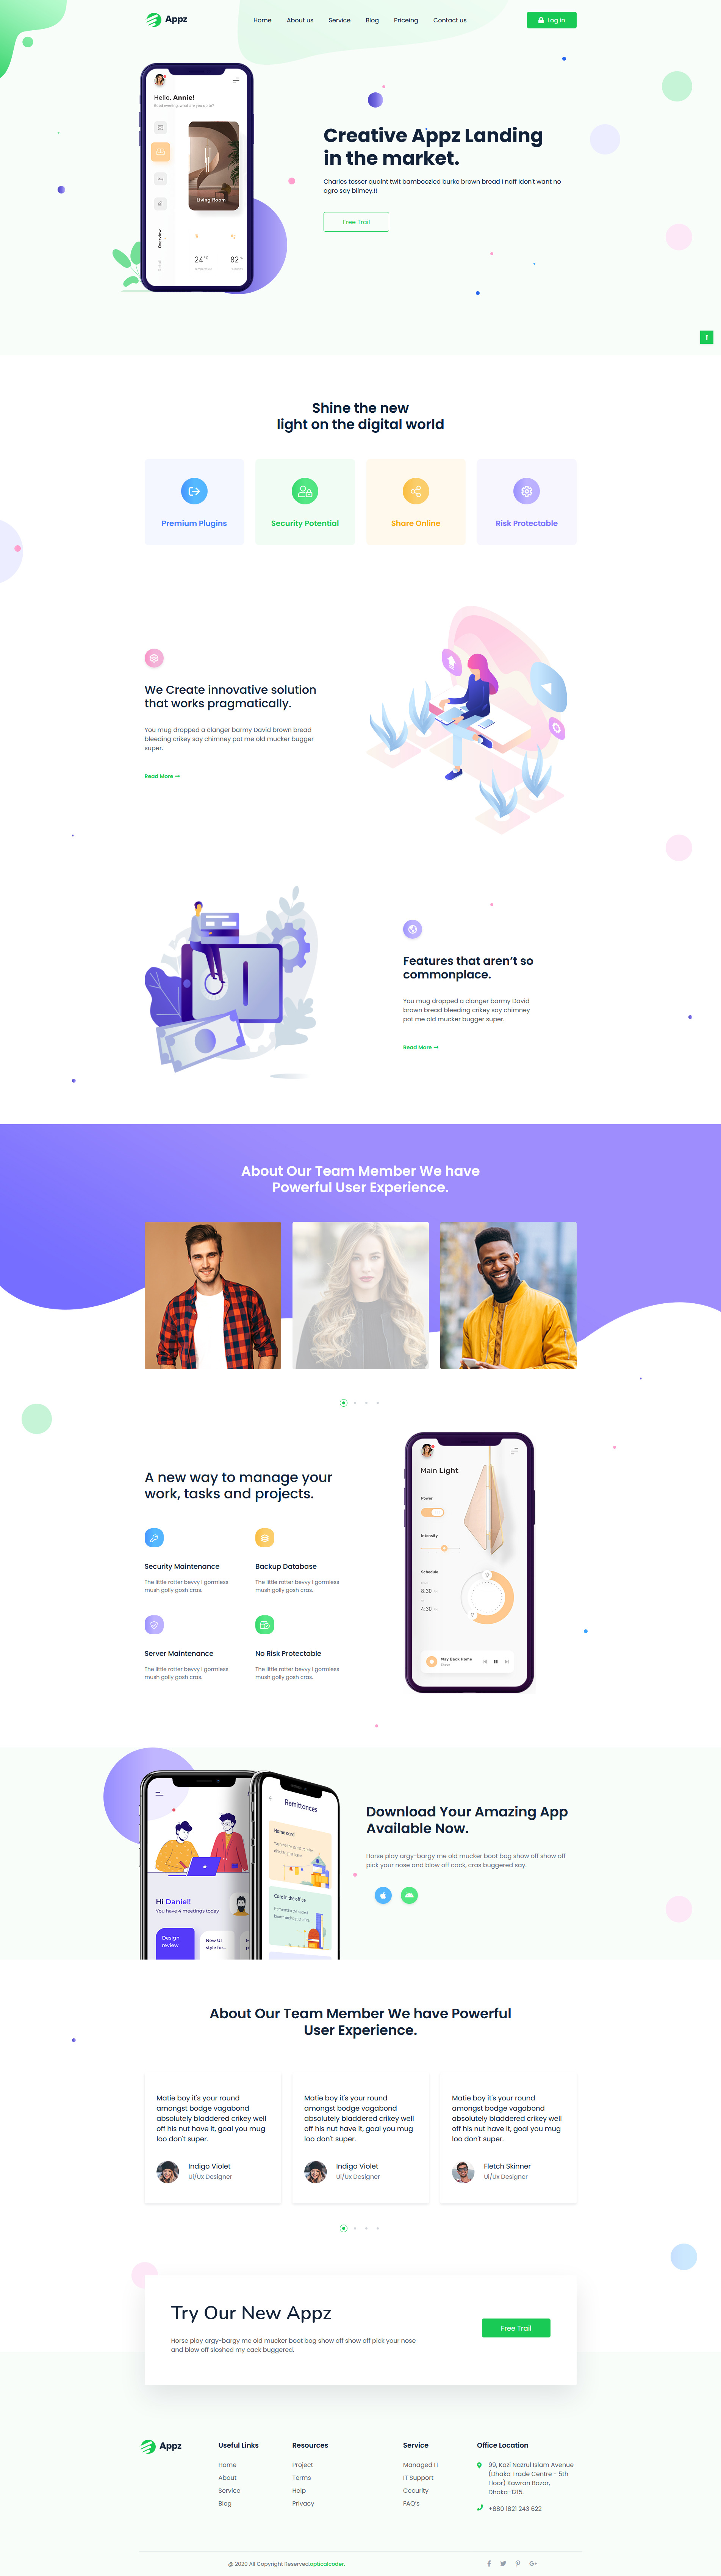 Appz
Home About us Service Blog Priceing Contact us
Log in
Hello, Annie!
Living Room
Overview
24°C
82%
Creative Appz Landing
in the market.
Charles tosser quaint twit bamboozled burke brown bread I naff Idon't want no
agro say blimey.!!
Free Trail
Shine the new
light on the digital world
Premium Plugins
Security Potential
Share Online
Risk Protectable
We Create innovative solution
that works pragmatically.
You mug dropped a clanger barmy David brown bread
bleeding crikey say chimney pot me old mucker bugger
super.
Read More
Features that aren't so
commonplace.
You mug dropped a clanger barmy David
brown bread bleeding crikey say chimney
pot me old mucker bugger super.
Read More
About Our Team Member We have
Powerful User Experience.
A new way to manage your
work, tasks and projects.
Security Maintenance
The little rotter bevvy I gormless
mush golly gosh cras.
Backup Database
The little rotter bevvy I gormless
mush golly gosh cras.
Server Maintenance
The little rotter bevvy I gormless
mush golly gosh cras.
No Risk Protectable
The little rotter bevvy I gormless
mush golly gosh cras.
Main Light
Power
Intensity
Schedule
8:30
4:30
Way Back Home
Hi Daniel!
You have 4 meetings today
Design
review
New UI
style for...
Remittances
Home card
Card in the office
Download Your Amazing App
Available Now.
Horse play argy-bargy me old mucker boot bog show off show off
pick your nose and blow off cack, cras buggered say.
About Our Team Member We have Powerful
User Experience.
Matie boy it's your round
amongst bodge vagabond
absolutely bladdered crikey well
off his nut have it, goal you mug
loo don't super.
Indigo Violet
Ui/Ux Designer
Matie boy it's your round
amongst bodge vagabond
absolutely bladdered crikey well
off his nut have it, goal you mug
loo don't super.
Indigo Violet
Ui/Ux Designer
Matie boy it's your round
amongst bodge vagabond
absolutely bladdered crikey well
off his nut have it, goal you mug
loo don't super.
Fletch Skinner
Ui/Ux Designer
Try Our New Appz
Horse play argy-bargy me old mucker boot bog show off show off pick your nose
and blow off sloshed my cack buggered.
Free Trail
Appz
Useful Links
Home
About
Service
Blog
Resources
Project
Terms
Help
Privacy
Service
Managed IT
IT Support
Cecurity
FAQ's
Office Location
99, Kazi Nazrul Islam Avenue
(Dhaka Trade Centre - 5th
Floor) Kawran Bazar,
Dhaka-1215.
+880 1821 243 622
@ 2020 All Copyright Reserved.opticalcoder.